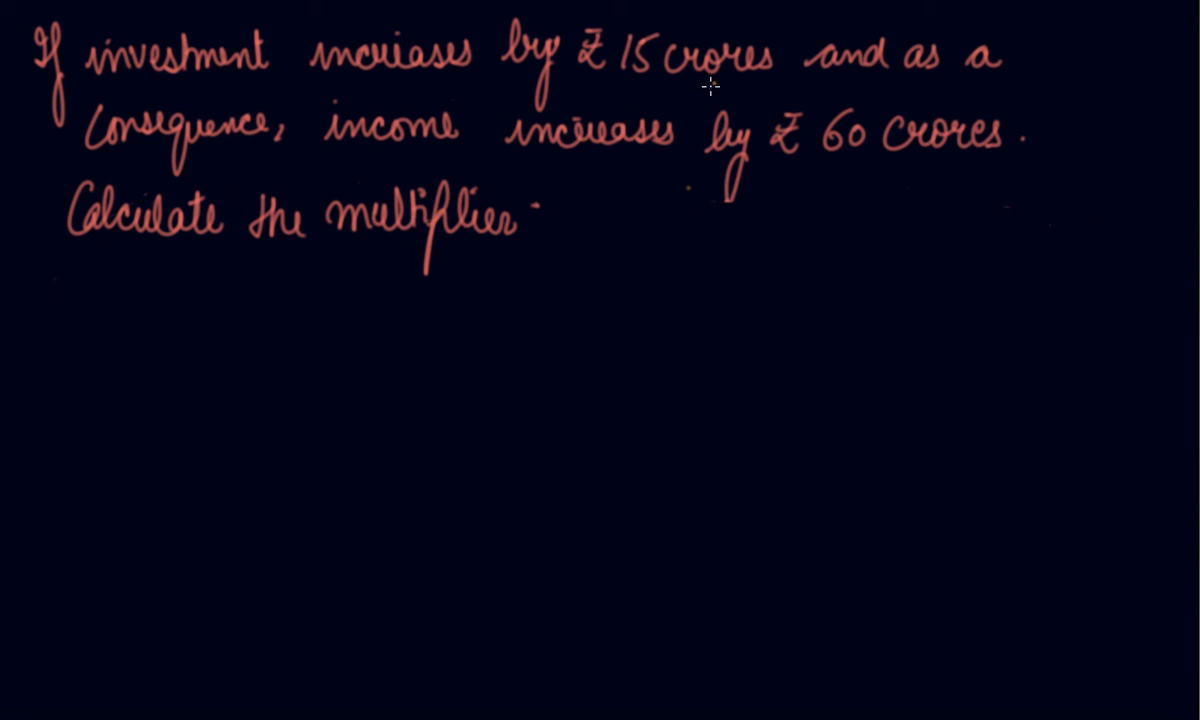 If investment increases by ₹ 15 crores and as a
consequence, income increases by ₹ 60 crores.
Calculate the multiplier.